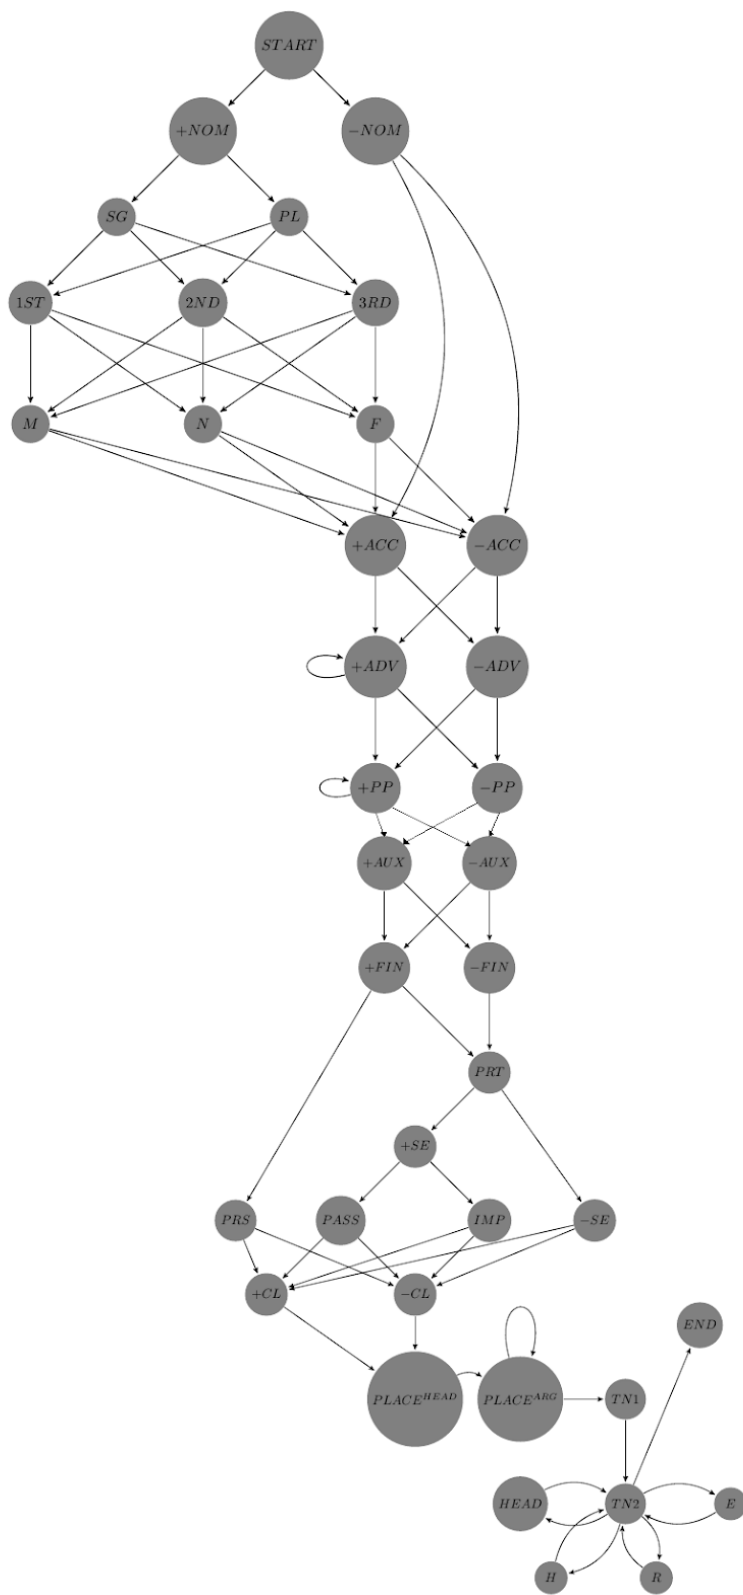 START
+NOM
−NOM
SG
PL
1ST
2ND
3RD
M
N
F
+ACC
−ACC
+ADV
−ADV
+PP
−PP
+AUX
−AUX
+FIN
−FIN
PRT
+SE
PRS
PASS
IMP
−SE
+CL
−CL
END
PLACE^HEAD
PLACE^ARG
TN1
HEAD
TN2
E
H
R